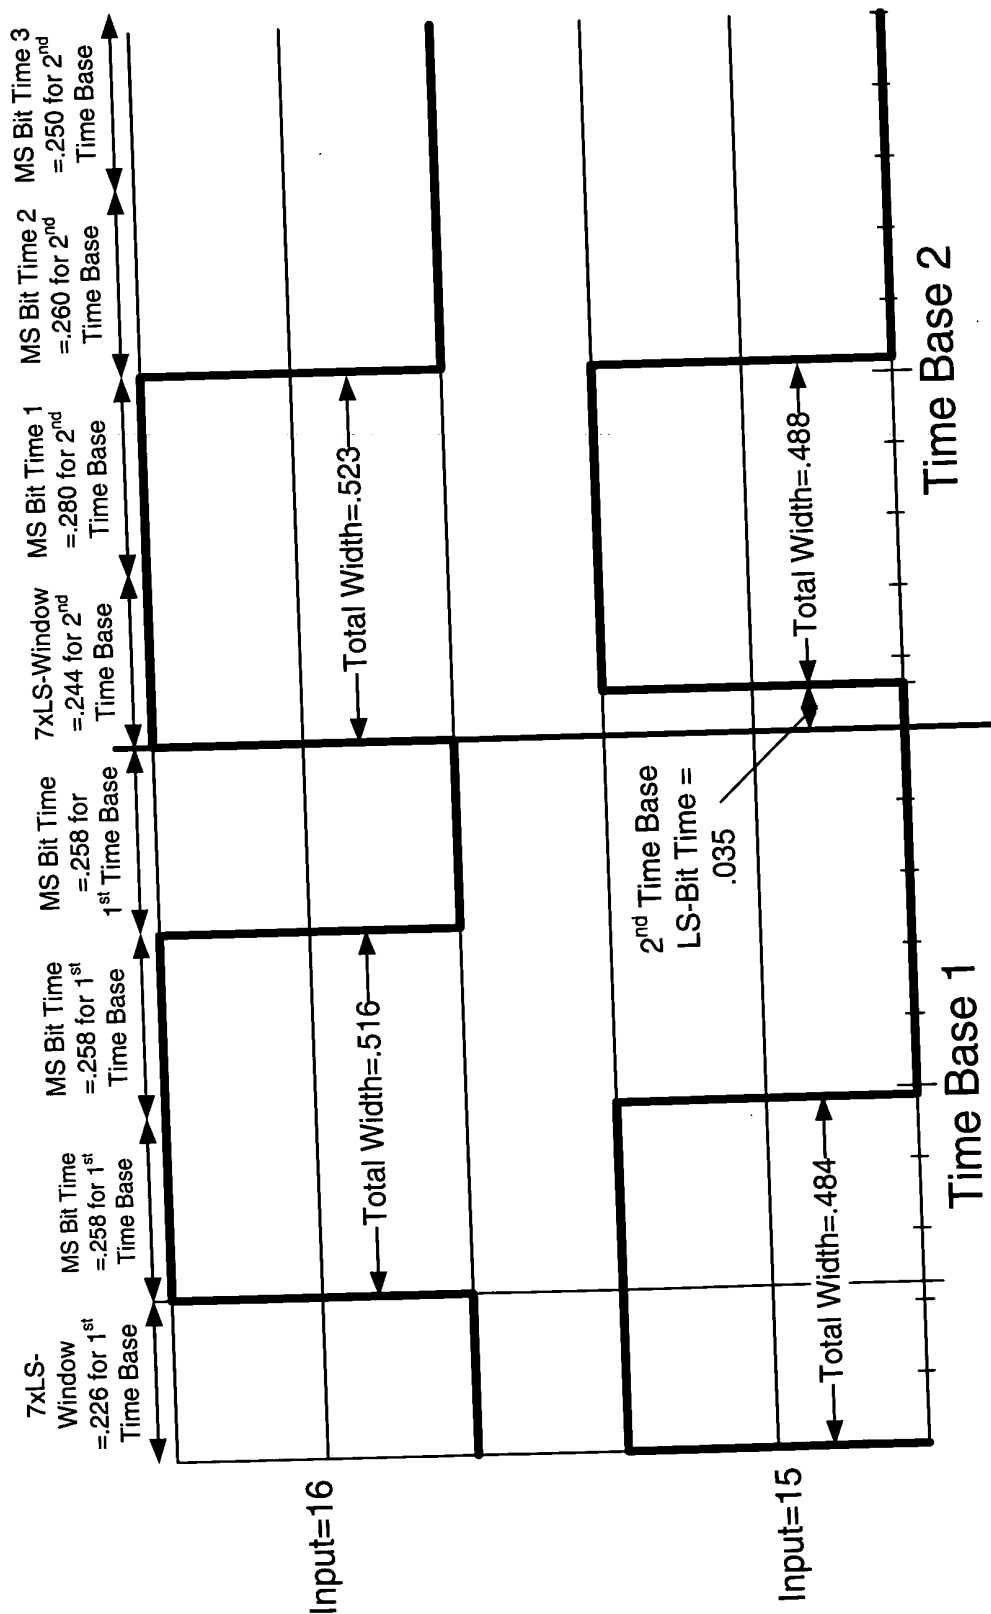 7xLS-
Window
=.226 for 1st
Time Base
MS Bit Time
=.258 for 1st
Time Base
MS Bit Time
=.258 for 1st
Time Base
MS Bit Time
=.258 for
1st Time Base
7xLS-Window
=.244 for 2nd
Time Base
MS Bit Time 1
=.280 for 2nd
Time Base
MS Bit Time 2
=.260 for 2nd
Time Base
MS Bit Time 3
=.250 for 2nd
Time Base
Input=16
Total Width=.516
Total Width=.523
Input=15
Total Width=.484
2nd Time Base
LS-Bit Time =
.035
Total Width=.488
Time Base 1
Time Base 2